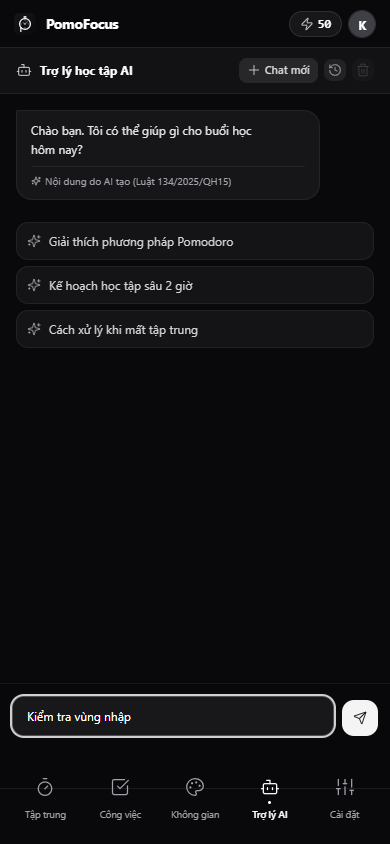 PomoFocus
50
K
Trợ lý học tập AI
Chat mới
Chào bạn. Tôi có thể giúp gì cho buổi học
hôm nay?
Nội dung do AI tạo (Luật 134/2025/QH15)
Giải thích phương pháp Pomodoro
Kế hoạch học tập sâu 2 giờ
Cách xử lý khi mất tập trung
Kiểm tra vùng nhập
Tập trung
Công việc
Không gian
Trợ lý AI
Cài đặt